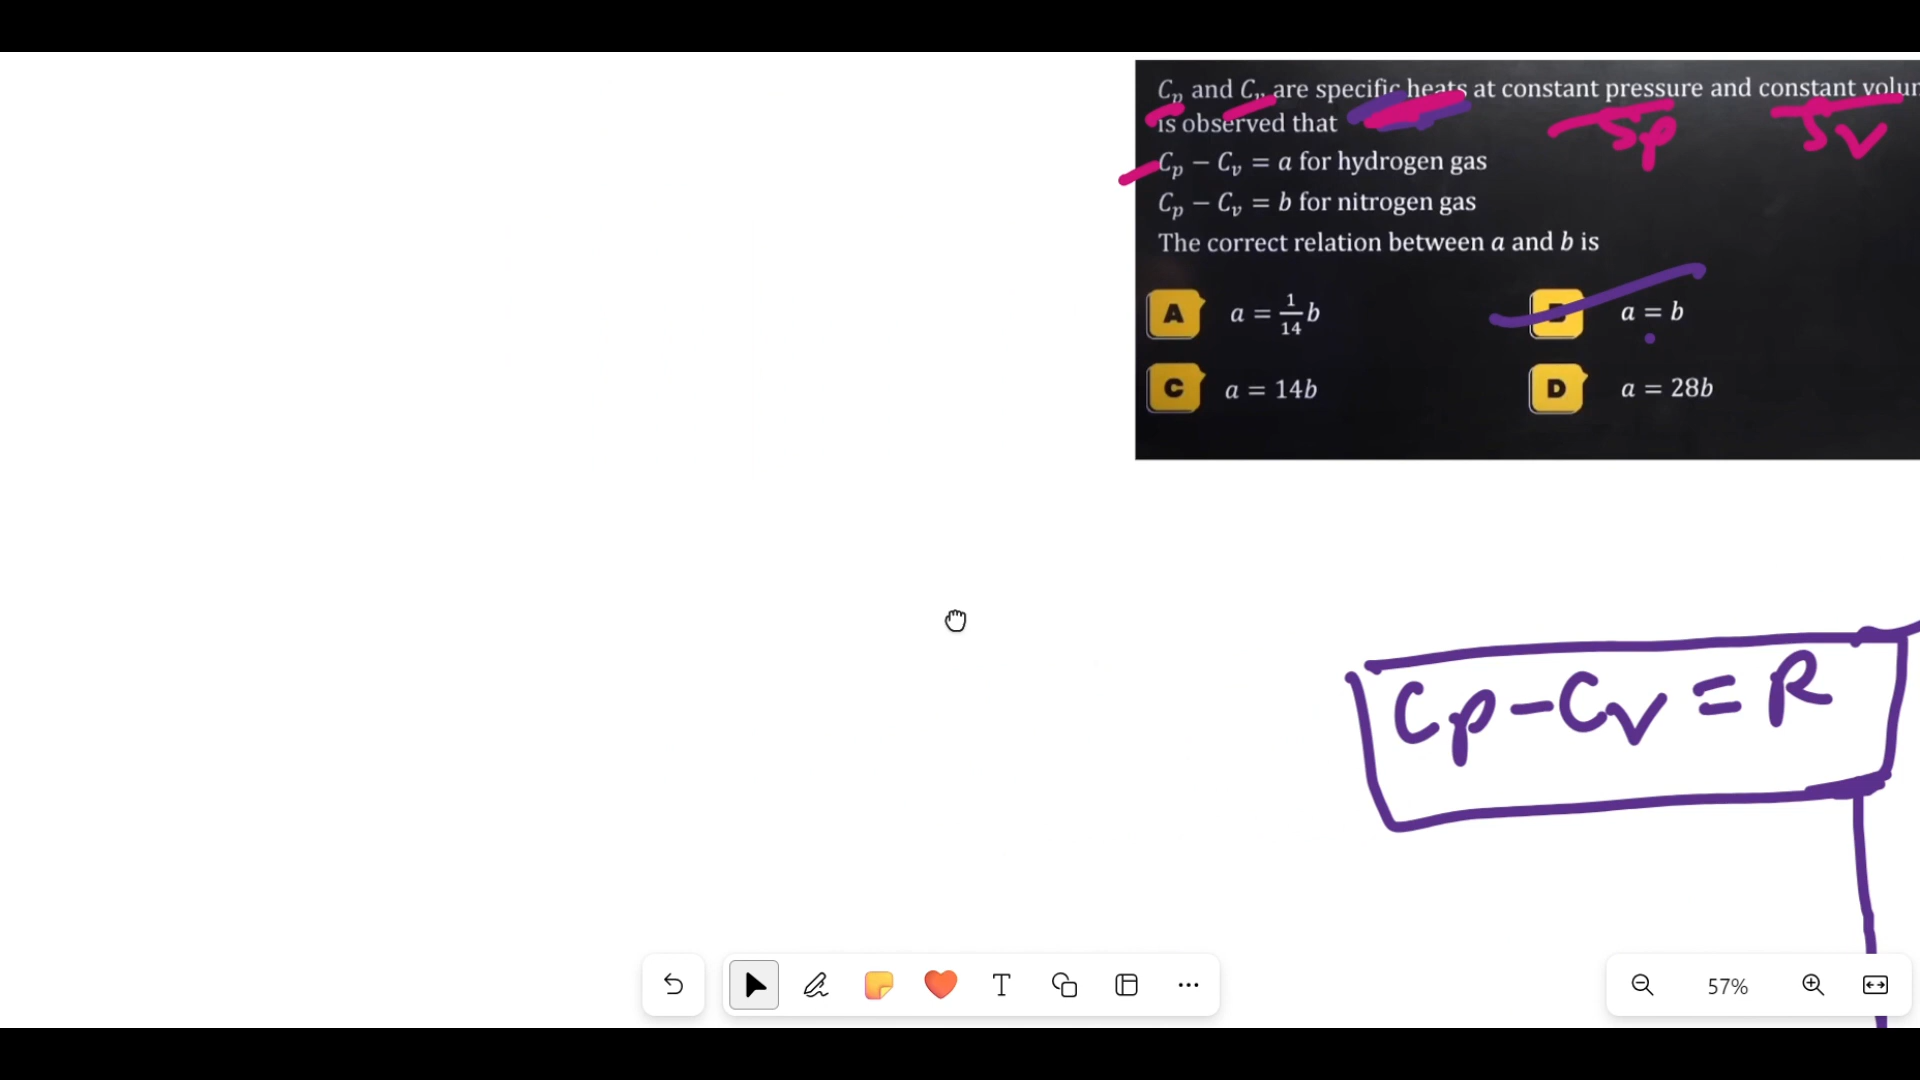 Cp and Cv are specific heats at constant pressure and constant
is observed that
Sp Sv
Cp − Cv = a for hydrogen gas
Cp − Cv = b for nitrogen gas
The correct relation between a and b is
A a = 1/14 b
B a = b
C a = 14b
D a = 28b
Cp-Cv = R
T
57%